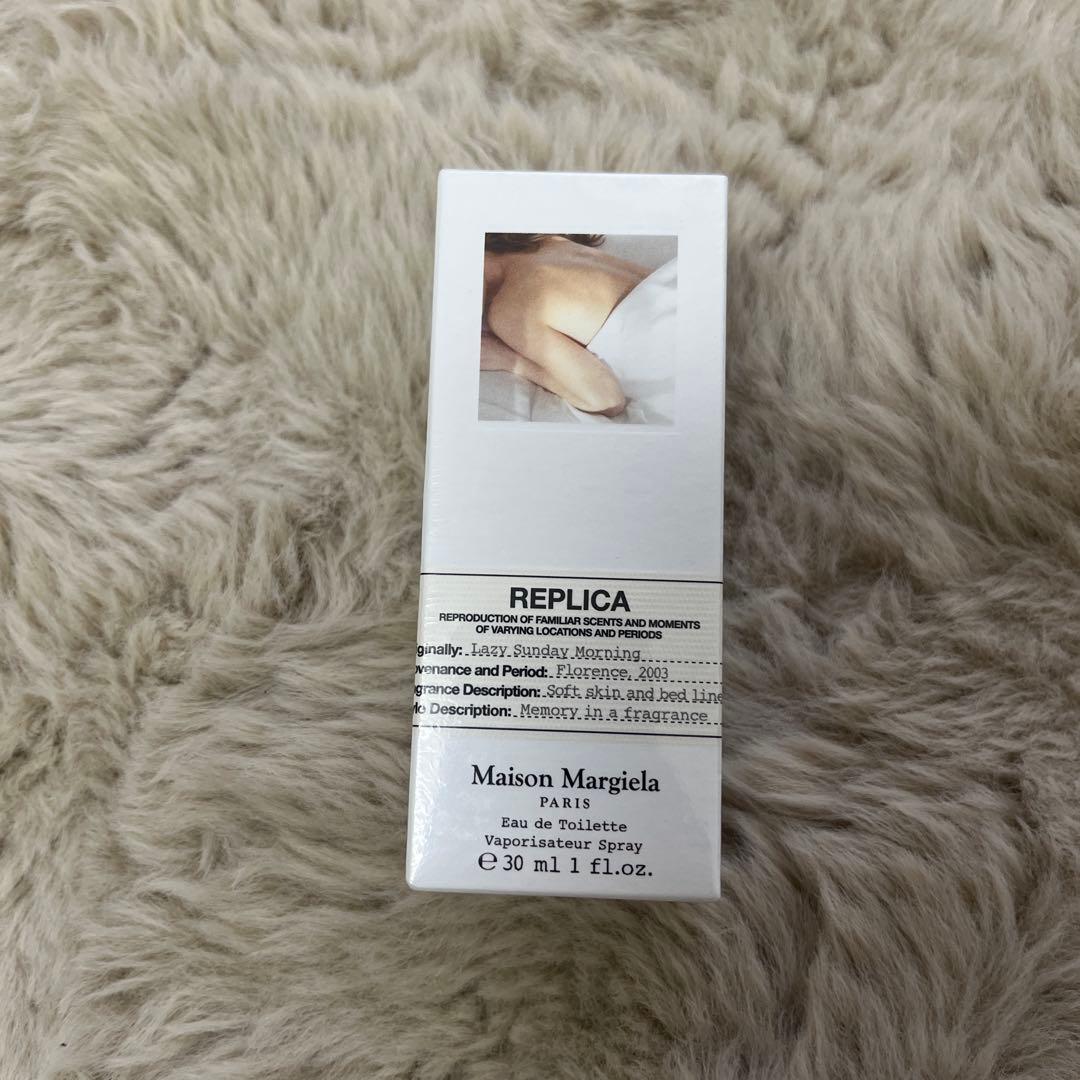 REPLICA
REPRODUCTION OF FAMILIAR SCENTS AND MOMENTS
OF VARYING LOCATIONS AND PERIODS
ginally: Lazy Sunday Morning
venance and Period: Florence, 2003
grance Description: Soft skin and bed line
Description: Memory in a fragrance
Maison Margiela
PARIS
Eau de Toilette
Vaporisateur Spray
℮ 30 ml 1 fl.oz.